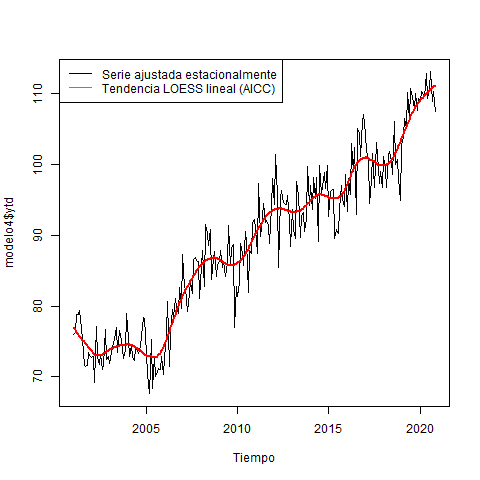 Serie ajustada estacionalmente
Tendencia LOESS lineal (AICC)
modelo4$ytd
110
100
90
80
70
2005
2010
2015
2020
Tiempo